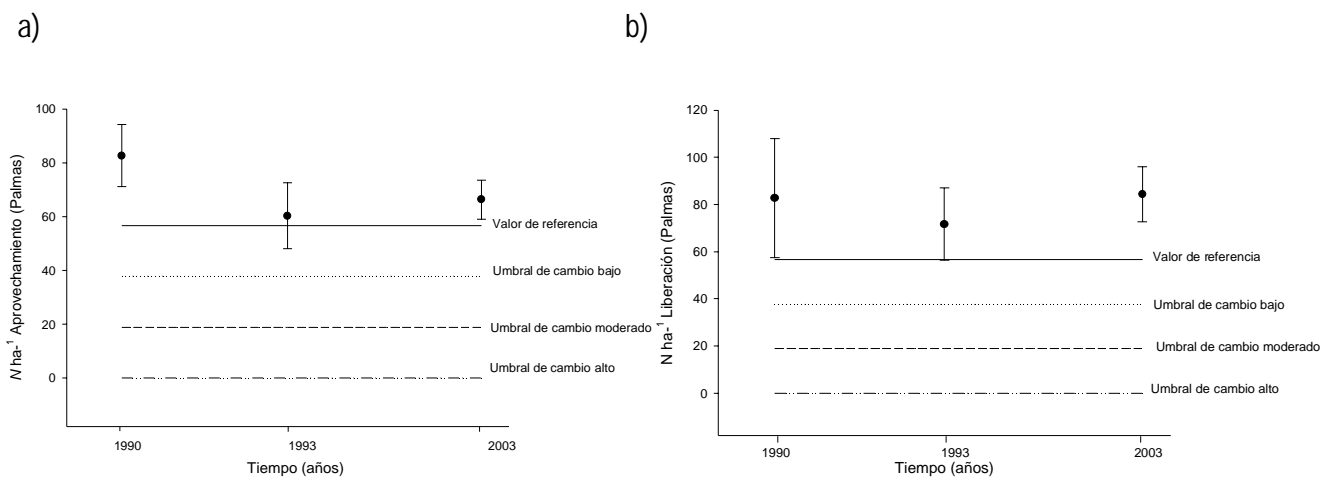 a)
100
80
60
40
20
0
N ha-¹ Aprovechamiento (Palmas)
Valor de referencia
Umbral de cambio bajo
Umbral de cambio moderado
Umbral de cambio alto
1990
1993
2003
Tiempo (años)
b)
120
100
80
60
40
20
0
N ha-¹ Liberación (Palmas)
Valor de referencia
Umbral de cambio bajo
Umbral de cambio moderado
Umbral de cambio alto
1990
1993
2003
Tiempo (años)